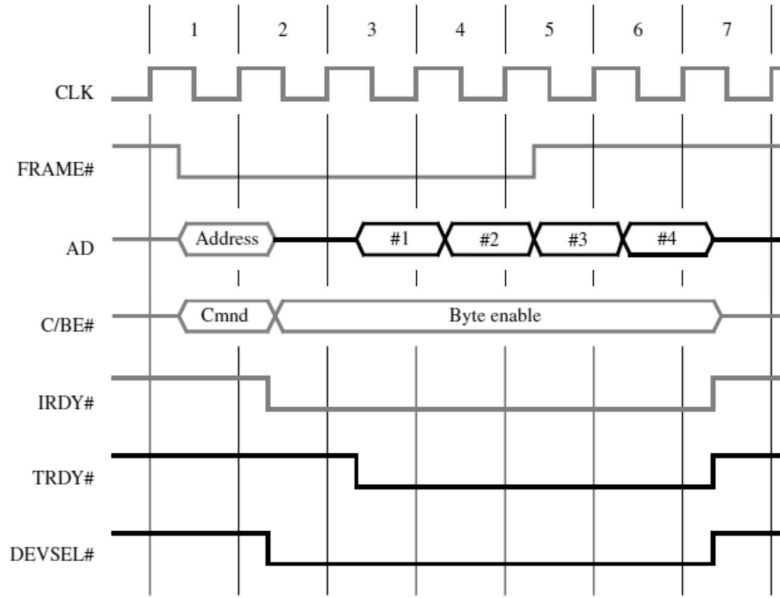 1 2 3 4 5 6 7
CLK
FRAME#
AD Address #1 #2 #3 #4
C/BE# Cmnd Byte enable
IRDY#
TRDY#
DEVSEL#